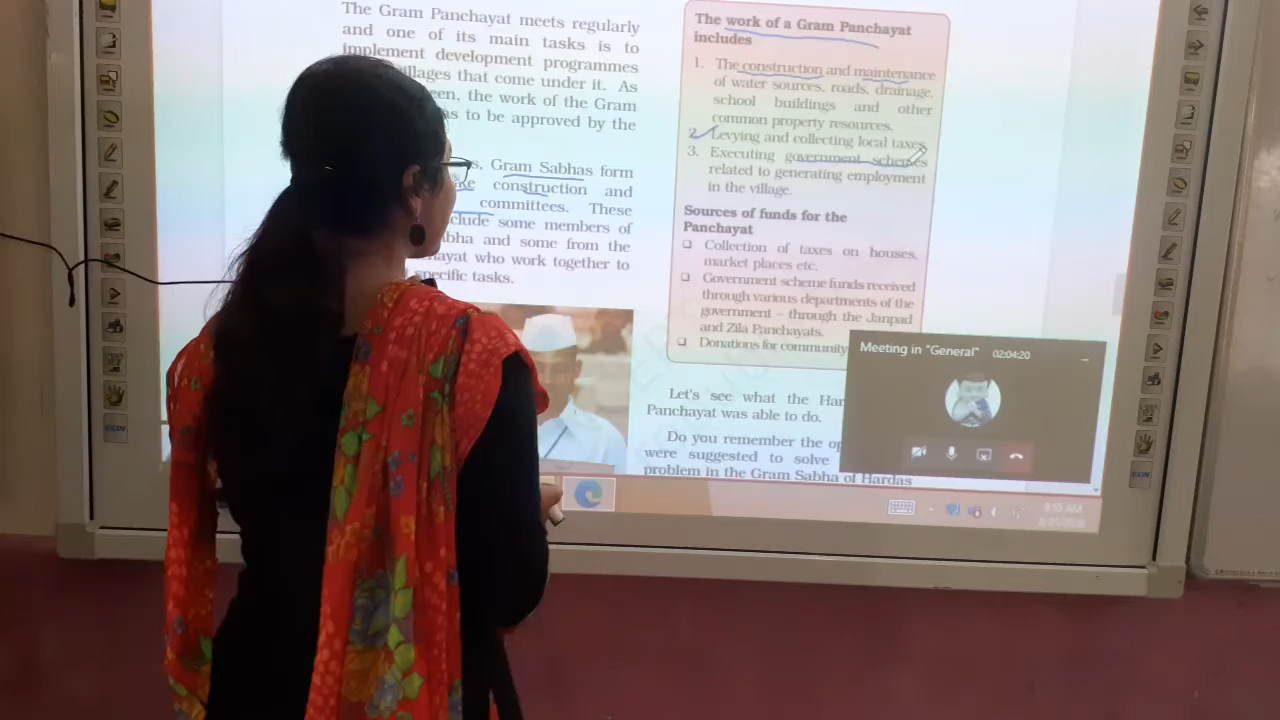 The Gram Panchayat meets regularly
and one of its main tasks is to
implement development programmes
villages that come under it. As
een, the work of the Gram
as to be approved by the
s, Gram Sabhas form
construction and
committees. These
clude some members of
abha and some from the
hayat who work together to
specific tasks.
The work of a Gram Panchayat
includes
1. The construction and maintenance
of water sources, roads, drainage,
school buildings and other
common property resources.
2. Levying and collecting local taxes
3. Executing government schemes
related to generating employment
in the village.
Sources of funds for the
Panchayat
❑ Collection of taxes on houses,
market places etc.
❑ Government scheme funds received
through various departments of the
government – through the Janpad
and Zila Panchayats.
❑ Donations for community
Let's see what the Har
Panchayat was able to do.
Do you remember the op
were suggested to solve
problem in the Gram Sabha of Hardas
Meeting in "General" 02:04:20